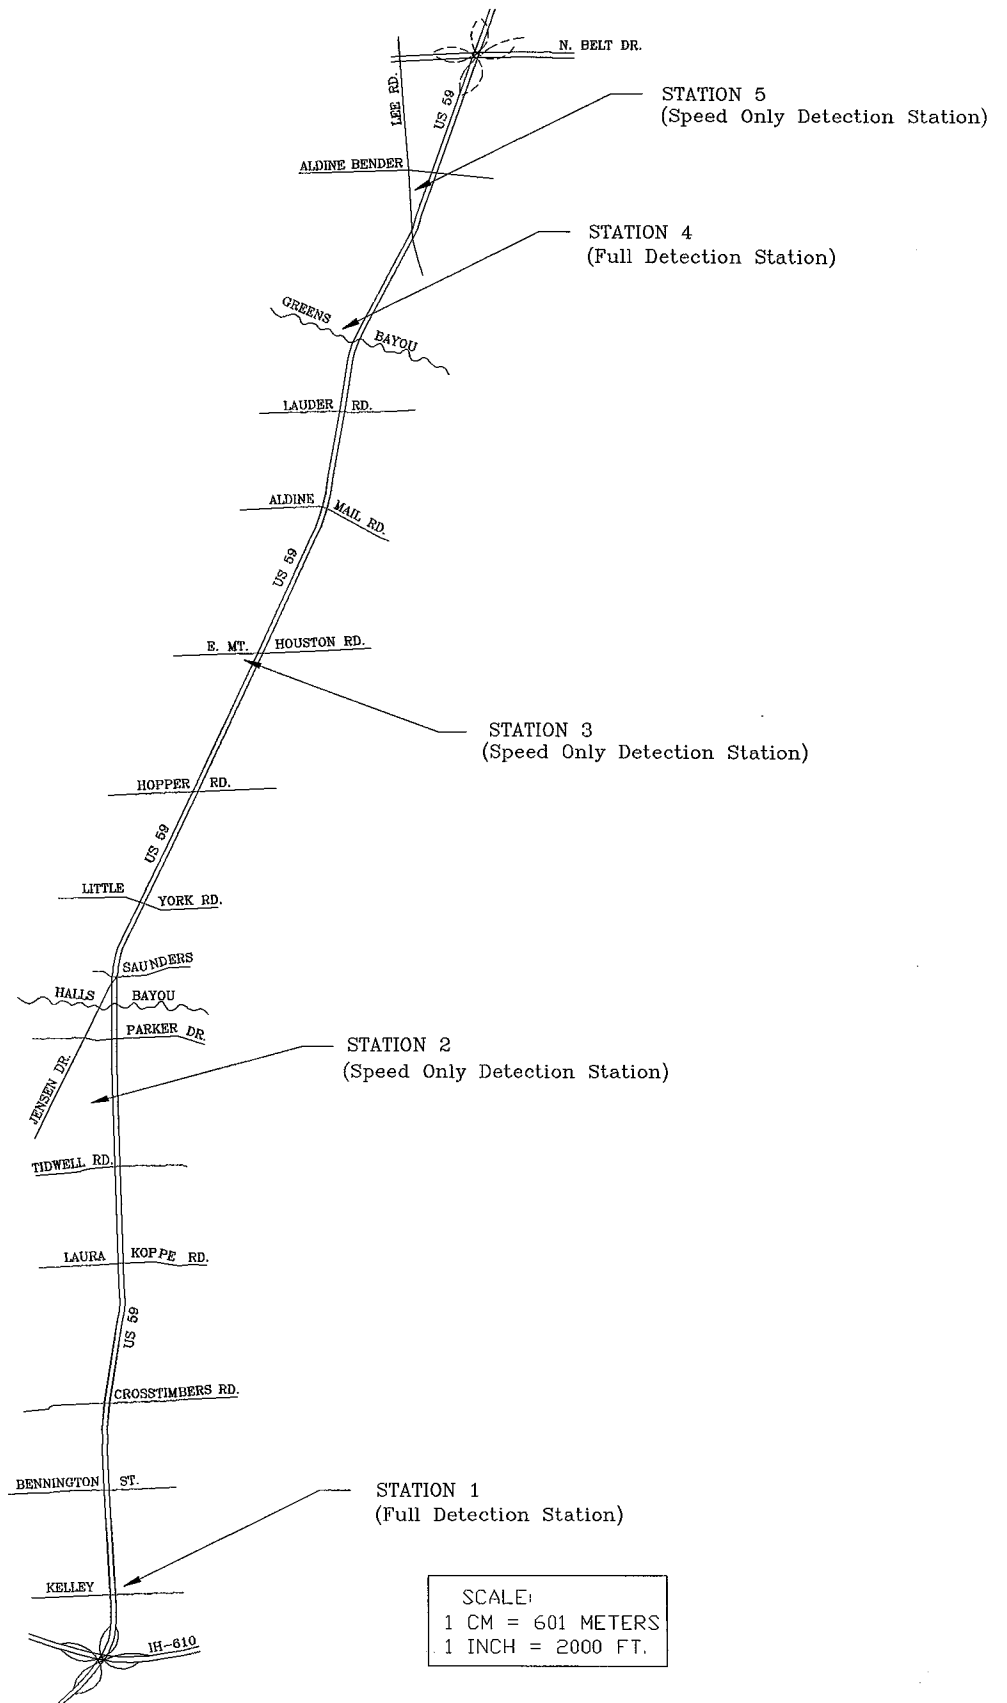 N. BELT DR.
LEE RD.
US 59
STATION 5
(Speed Only Detection Station)
ALDINE BENDER
STATION 4
(Full Detection Station)
GREENS BAYOU
LAUDER RD.
ALDINE MAIL RD.
US 59
E. MT. HOUSTON RD.
STATION 3
(Speed Only Detection Station)
HOPPER RD.
US 59
LITTLE YORK RD.
SAUNDERS
HALLS BAYOU
PARKER DR.
STATION 2
(Speed Only Detection Station)
JENSEN DR.
TIDWELL RD.
LAURA KOPPE RD.
US 59
CROSSTIMBERS RD.
BENNINGTON ST.
STATION 1
(Full Detection Station)
KELLEY
IH-610
SCALE:
1 CM = 601 METERS
1 INCH = 2000 FT.